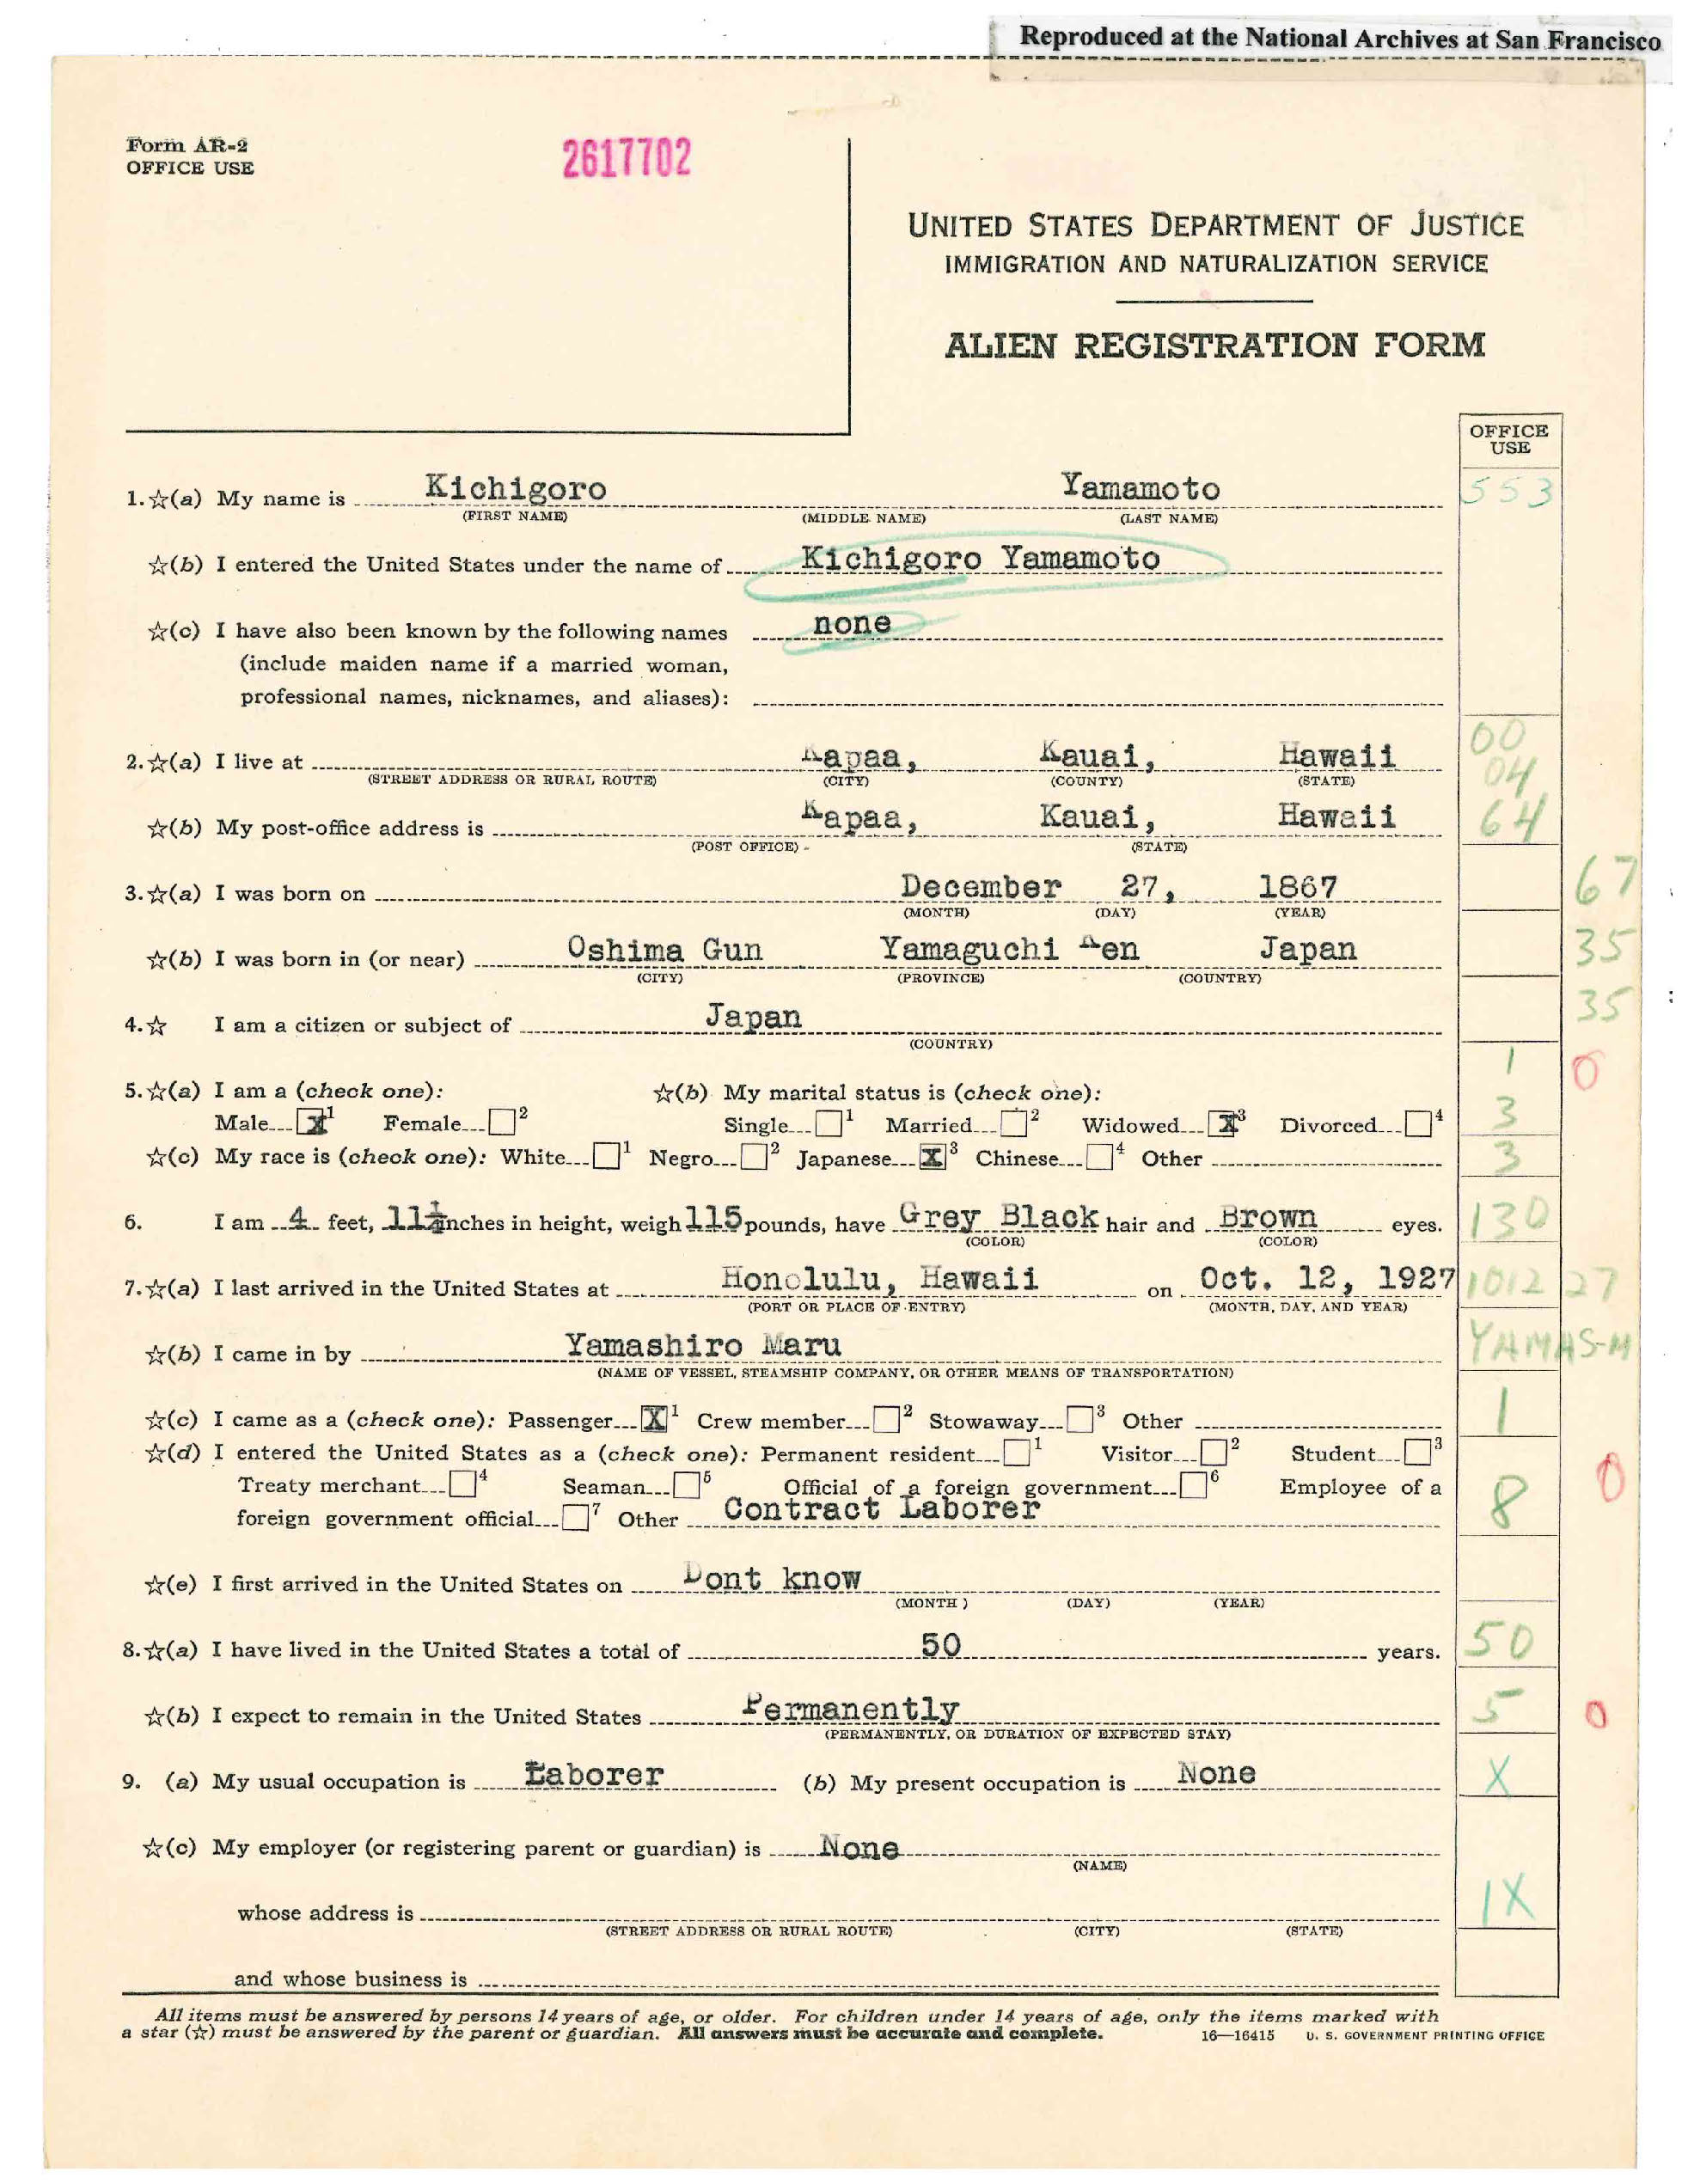 Reproduced at the National Archives at San Francisco
Form AR-2
OFFICE USE
2617702
UNITED STATES DEPARTMENT OF JUSTICE
IMMIGRATION AND NATURALIZATION SERVICE
ALIEN REGISTRATION FORM
OFFICE USE
1. ☆(a) My name is Kichigoro Yamamoto 553
(FIRST NAME) (MIDDLE NAME) (LAST NAME)
☆(b) I entered the United States under the name of Kichigoro Yamamoto
☆(c) I have also been known by the following names none
(include maiden name if a married woman,
professional names, nicknames, and aliases):
00
2. ☆(a) I live at Kapaa, Kauai, Hawaii
(STREET ADDRESS OR RURAL ROUTE) (CITY) (COUNTY) (STATE) 04
☆(b) My post-office address is Kapaa, Kauai, Hawaii 64
(POST OFFICE) (STATE)
3. ☆(a) I was born on December 27, 1867 67
(MONTH) (DAY) (YEAR)
☆(b) I was born in (or near) Oshima Gun Yamaguchi Ken Japan 35
(CITY) (PROVINCE) (COUNTRY)
4. ☆ I am a citizen or subject of Japan 35
(COUNTRY)
1 0
5. ☆(a) I am a (check one): ☆(b) My marital status is (check one):
Male X 1 Female 2 Single 1 Married 2 Widowed X 3 Divorced 4 3
☆(c) My race is (check one): White 1 Negro 2 Japanese X 3 Chinese 4 Other 3
6. I am 4 feet, 11½ inches in height, weigh 115 pounds, have Grey Black hair and Brown eyes. 130
(COLOR) (COLOR)
7. ☆(a) I last arrived in the United States at Honolulu, Hawaii on Oct. 12, 1927 1012 27
(PORT OR PLACE OF ENTRY) (MONTH, DAY, AND YEAR)
☆(b) I came in by Yamashiro Maru YAMAS-M
(NAME OF VESSEL, STEAMSHIP COMPANY, OR OTHER MEANS OF TRANSPORTATION)
☆(c) I came as a (check one): Passenger X 1 Crew member 2 Stowaway 3 Other 1
☆(d) I entered the United States as a (check one): Permanent resident 1 Visitor 2 Student 3
Treaty merchant 4 Seaman 5 Official of a foreign government 6 Employee of a 0
foreign government official 7 Other Contract Laborer 8
☆(e) I first arrived in the United States on Dont know
(MONTH) (DAY) (YEAR)
8. ☆(a) I have lived in the United States a total of 50 years. 50
☆(b) I expect to remain in the United States Permanently 5 0
(PERMANENTLY, OR DURATION OF EXPECTED STAY)
9. (a) My usual occupation is Laborer (b) My present occupation is None X
☆(c) My employer (or registering parent or guardian) is None
(NAME)
whose address is 1X
(STREET ADDRESS OR RURAL ROUTE) (CITY) (STATE)
and whose business is
All items must be answered by persons 14 years of age, or older. For children under 14 years of age, only the items marked with
a star (☆) must be answered by the parent or guardian. All answers must be accurate and complete. 16—16415 U. S. GOVERNMENT PRINTING OFFICE